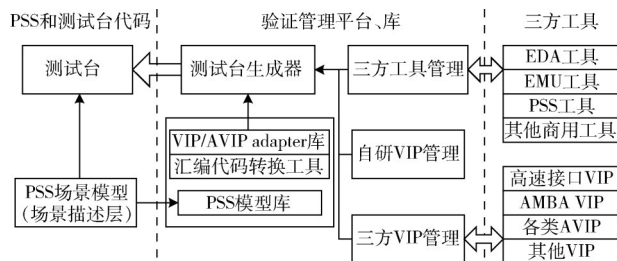 PSS和测试台代码
验证管理平台、库
三方工具
测试台
测试台生成器
三方工具管理
EDA工具
EMU工具
PSS工具
其他商用工具
VIP/AVIP adapter库
汇编代码转换工具
自研VIP管理
PSS场景模型
(场景描述层)
PSS模型库
高速接口VIP
AMBA VIP
各类AVIP
其他VIP
三方VIP管理